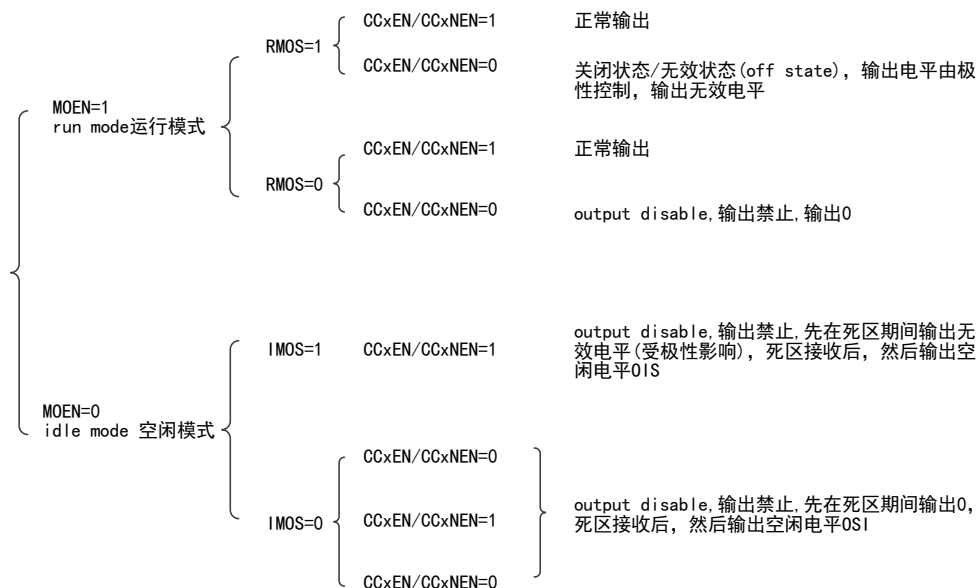 CCxEN/CCxNEN=1 正常输出
RMOS=1
CCxEN/CCxNEN=0 关闭状态/无效状态(off state), 输出电平由极
性控制, 输出无效电平
MOEN=1
run mode运行模式
CCxEN/CCxNEN=1 正常输出
RMOS=0
CCxEN/CCxNEN=0 output disable,输出禁止,输出0
IMOS=1 CCxEN/CCxNEN=1 output disable,输出禁止,先在死区期间输出无
效电平(受极性影响), 死区接收后, 然后输出空
闲电平OIS
MOEN=0
idle mode 空闲模式
CCxEN/CCxNEN=0
IMOS=0 CCxEN/CCxNEN=1 output disable,输出禁止,先在死区期间输出0,
死区接收后, 然后输出空闲电平OSI
CCxEN/CCxNEN=0